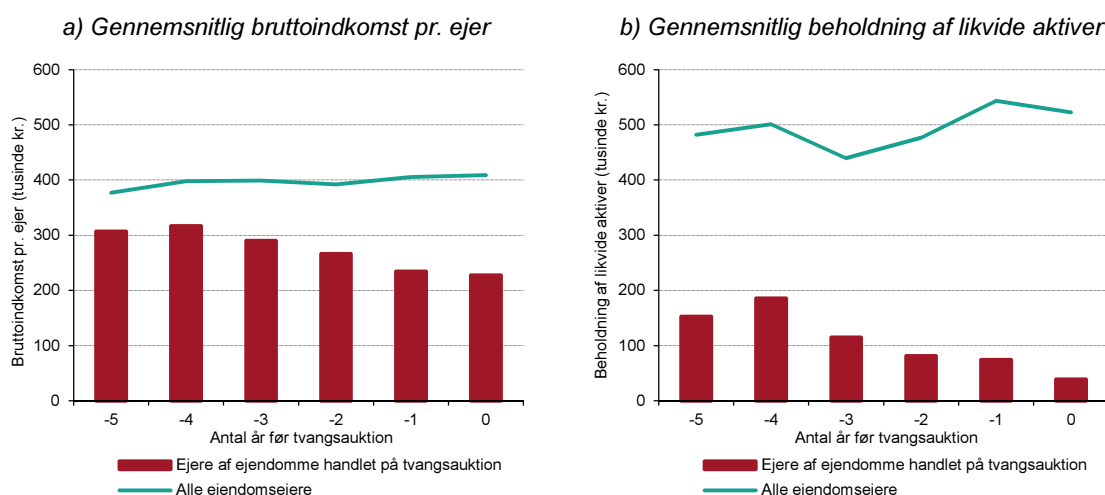 a) Gennemsnitlig bruttoindkomst pr. ejer
Bruttoindkomst pr. ejer (tusinde kr.)
600
500
400
300
200
100
0
-5 -4 -3 -2 -1 0
Antal år før tvangsauktion
Ejere af ejendomme handlet på tvangsauktion
Alle ejendomsejere
b) Gennemsnitlig beholdning af likvide aktiver
Beholdning af likvide aktiver (tusinde kr.)
600
500
400
300
200
100
0
-5 -4 -3 -2 -1 0
Antal år før tvangsauktion
Ejere af ejendomme handlet på tvangsauktion
Alle ejendomsejere